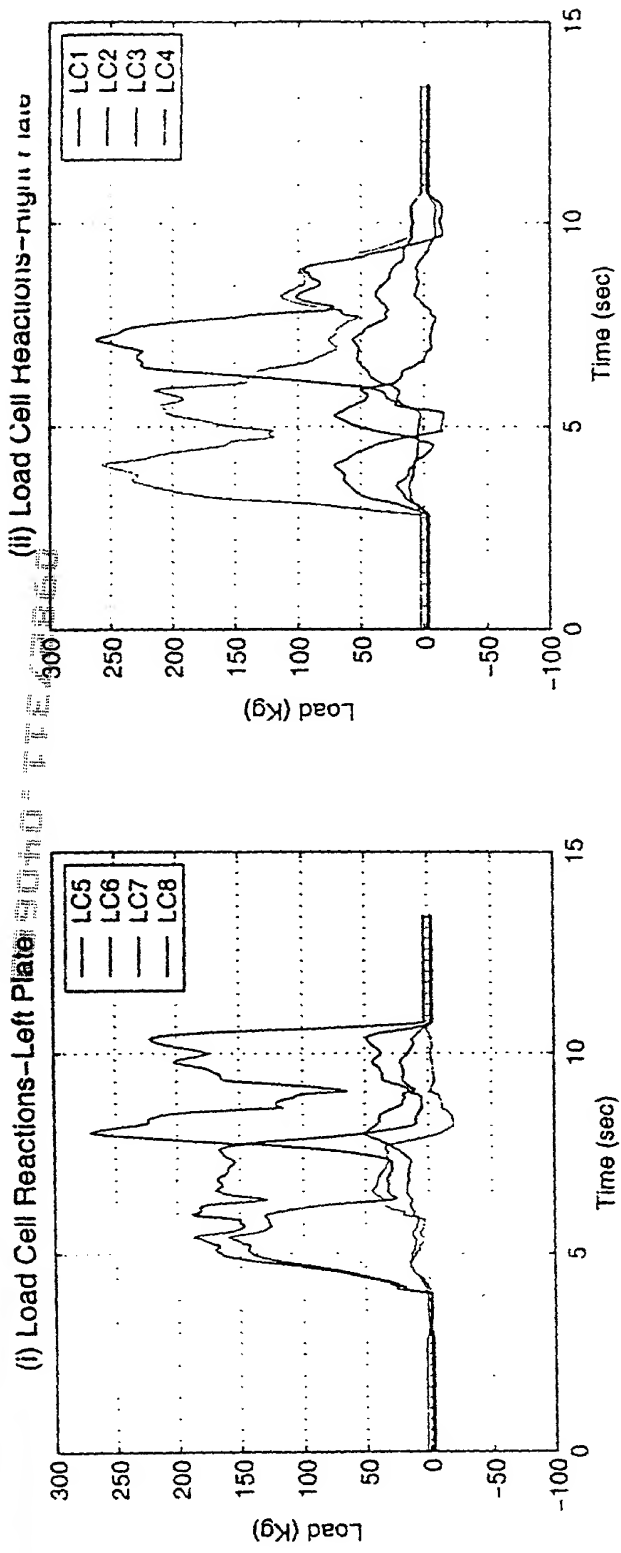 (i) Load Cell Reactions-Left Plate
300
250
200
150
100
50
0
-50
-100
Load (Kg)
0
5
10
15
Time (sec)
LC5
LC6
LC7
LC8
(ii) Load Cell Reactions-Right Plate
300
250
200
150
100
50
0
-50
-100
Load (Kg)
0
5
10
15
Time (sec)
LC1
LC2
LC3
LC4